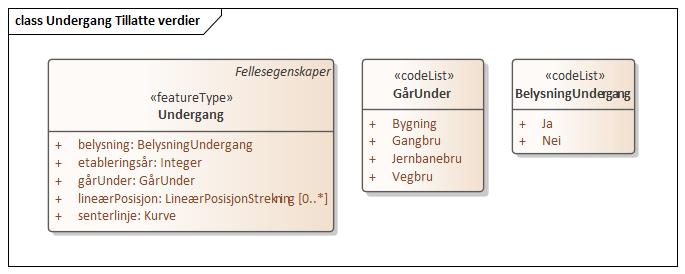 class Undergang Tillatte verdier
Fellesegenskaper
«featureType»
Undergang
+ belysning: BelysningUndergang
+ etableringsår: Integer
+ gårUnder: GårUnder
+ lineærPosisjon: LineærPosisjonStrekning [0..*]
+ senterlinje: Kurve
«codeList»
GårUnder
+ Bygning
+ Gangbru
+ Jernbanebru
+ Vegbru
«codeList»
BelysningUndergang
+ Ja
+ Nei